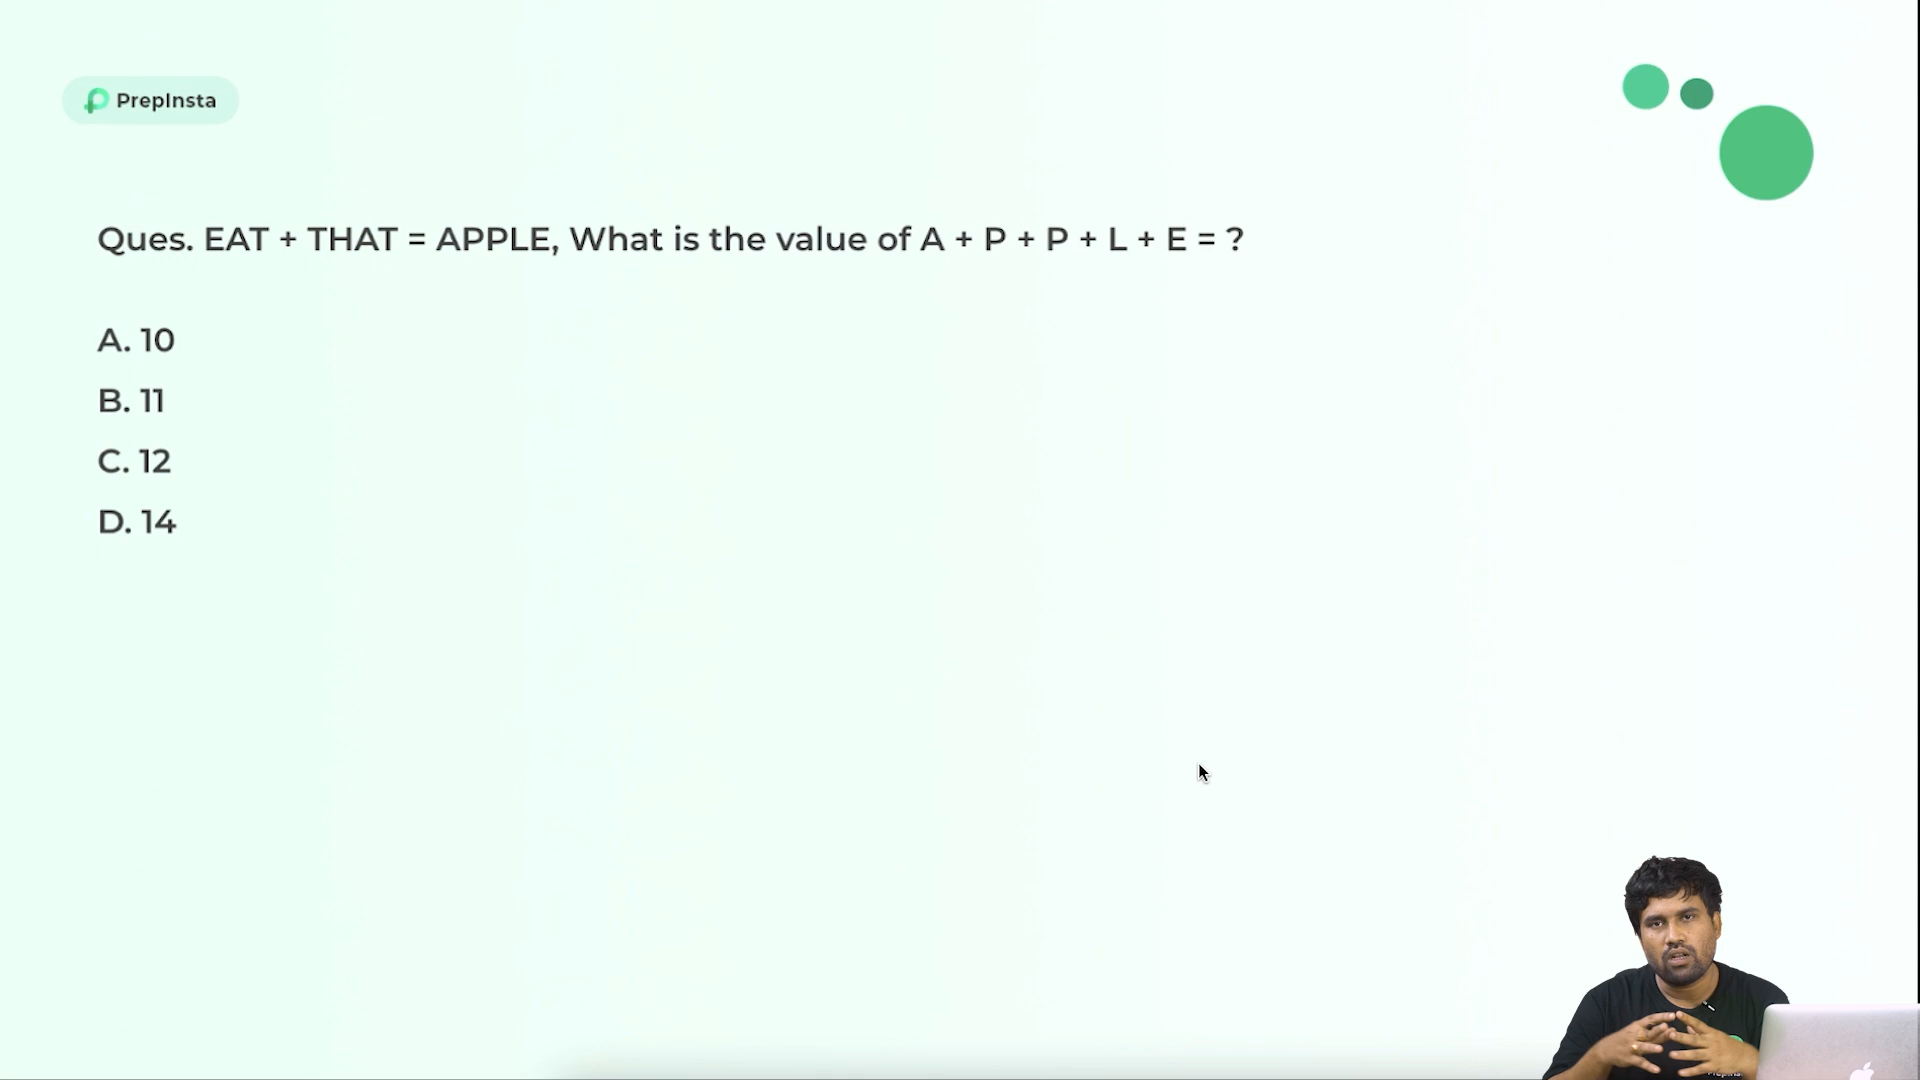 PrepInsta
Ques. EAT + THAT = APPLE, What is the value of A + P + P + L + E = ?
A. 10
B. 11
C. 12
D. 14